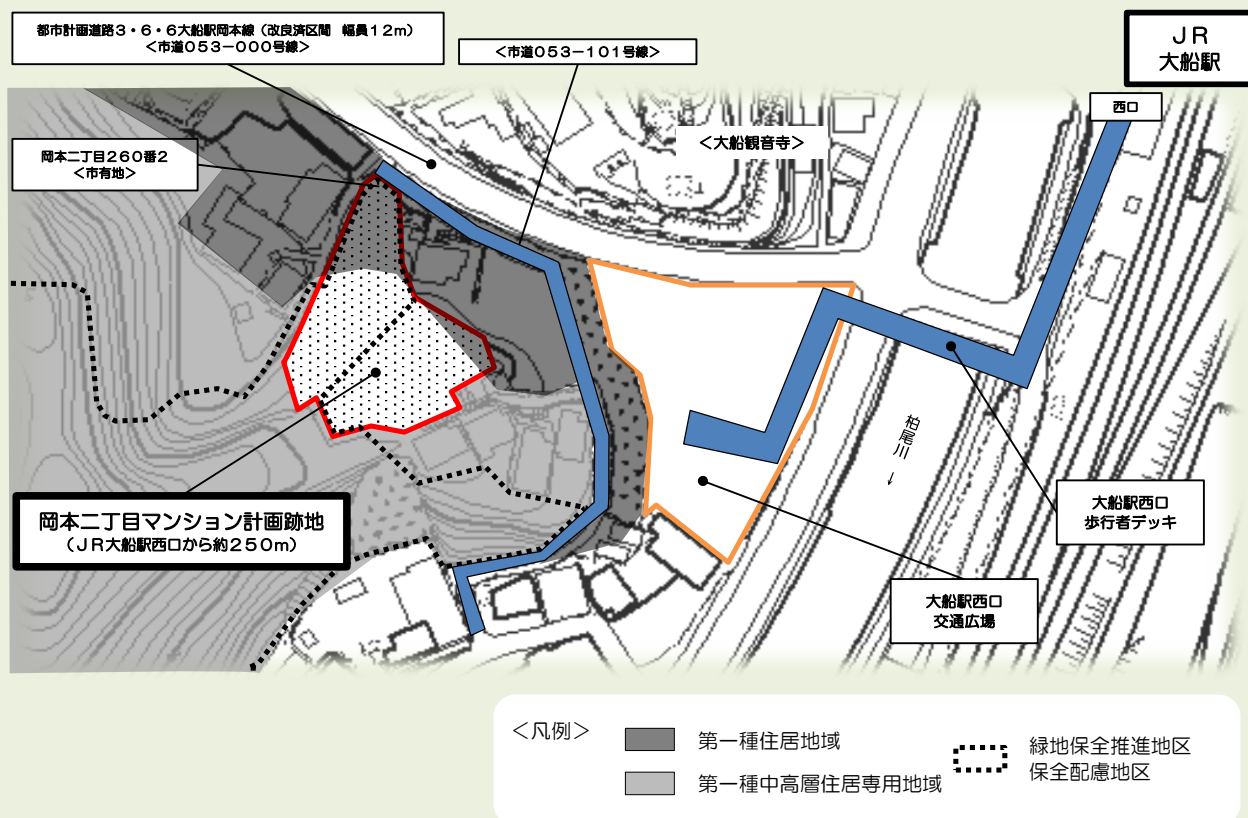 都市計画道路3・6・6大船駅岡本線(改良済区間 幅員12m)
<市道053-000号線>
<市道053-101号線>
JR
大船駅
西口
岡本二丁目260番2
<市有地>
<大船観音寺>
柏尾川
↓
岡本二丁目マンション計画跡地
(JR大船駅西口から約250m)
大船駅西口
歩行者デッキ
大船駅西口
交通広場
<凡例>
第一種住居地域
第一種中高層住居専用地域
緑地保全推進地区
保全配慮地区